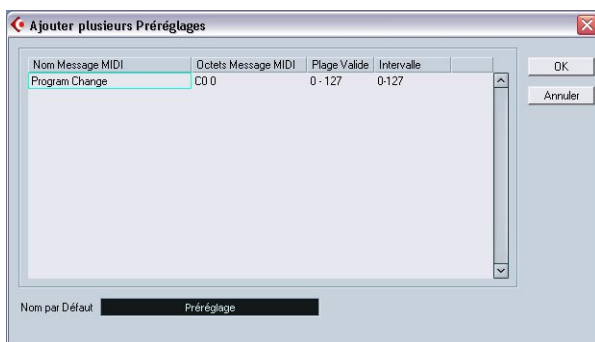 Ajouter plusieurs Préréglages
Nom Message MIDI Octets Message MIDI Plage Valide Intervalle
Program Change C0 0 0 - 127 0-127
OK
Annuler
Nom par Défaut Préréglage